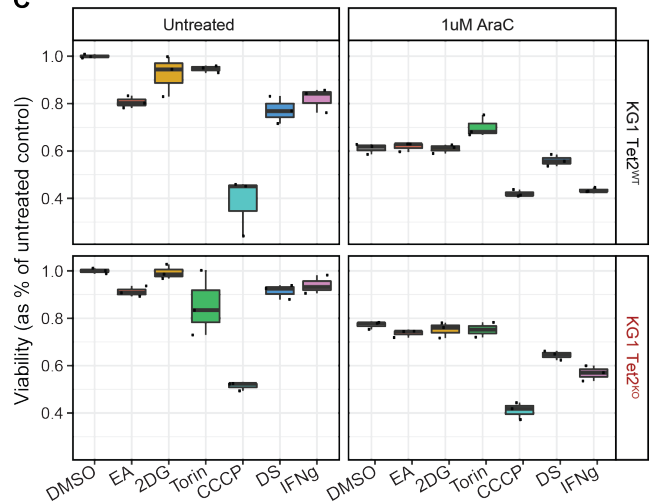 C
Untreated
1uM AraC
Viability (as % of untreated control)
1.0
0.8
0.6
0.4
KG1 Tet2WT
1.0
0.8
0.6
0.4
KG1 Tet2KO
DMSO
EA
2DG
Torin
CCCP
DS
IFNg
DMSO
EA
2DG
Torin
CCCP
DS
IFNg